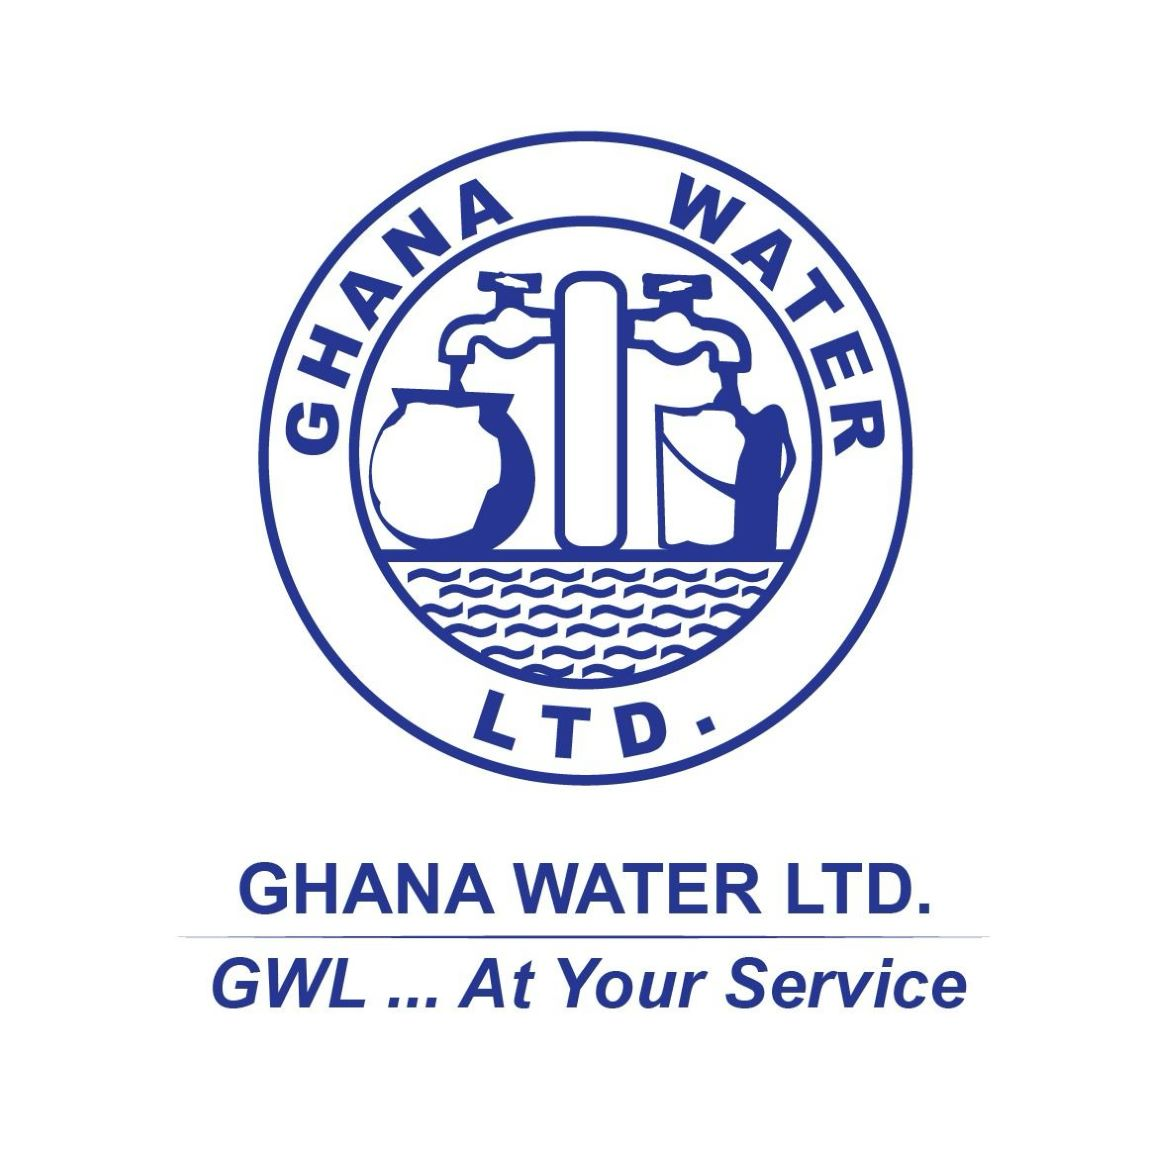 GHANA WATER
LTD.
GHANA WATER LTD.
GWL ... At Your Service